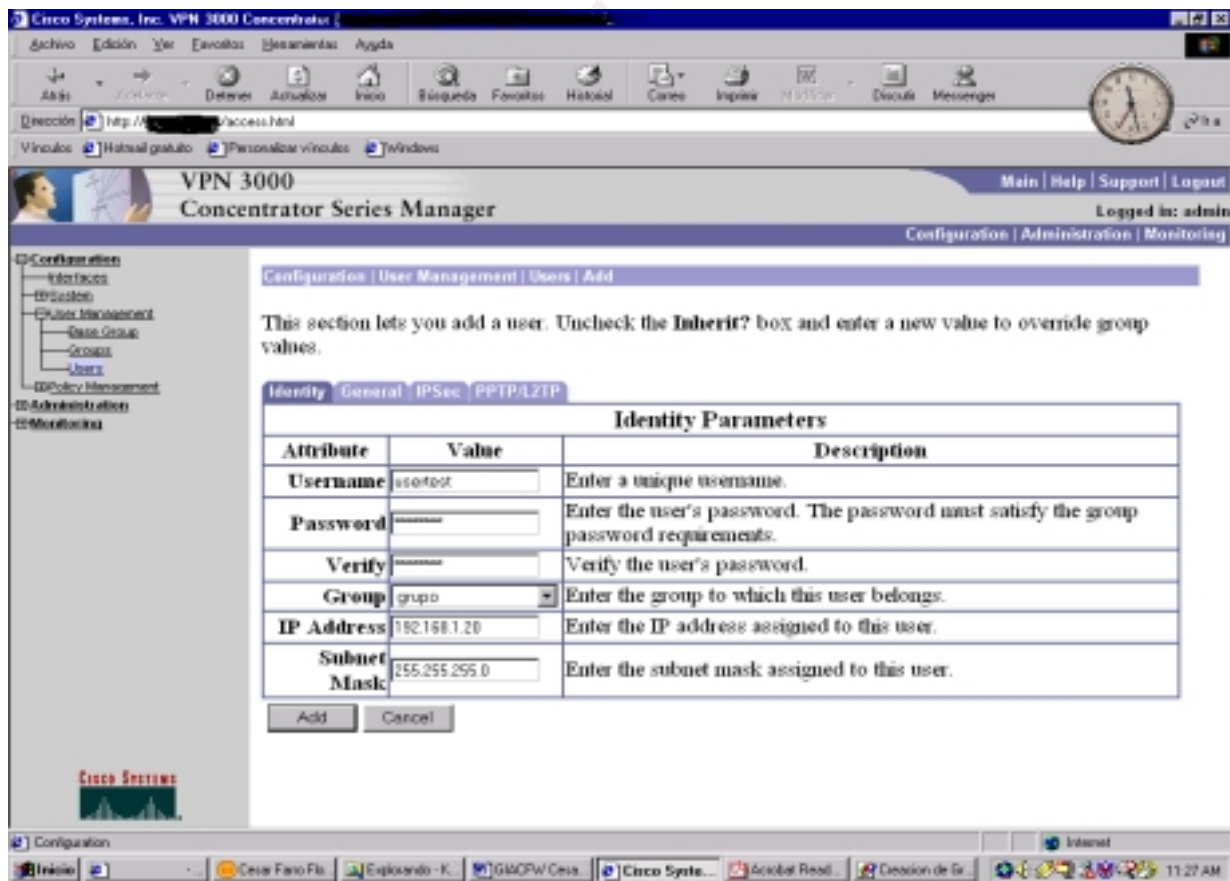 Cisco Systems, Inc. VPN 3000 Concentrator [
Archivo Edición Ver Favoritos Herramientas Ayuda
Atrás Detener Actualizar Inicio Búsqueda Favoritos Historial Correo Imprimir Modificar Discutir Messenger
Dirección http:// /access.html
Vínculos Hotmail gratuito Personalizar vínculos Windows
VPN 3000
Concentrator Series Manager
Main | Help | Support | Logout
Logged in: admin
Configuration | Administration | Monitoring
Configuration
Interfaces
System
User Management
Base Group
Groups
Users
Policy Management
Administration
Monitoring
Configuration | User Management | Users | Add
This section lets you add a user. Uncheck the Inherit? box and enter a new value to override group
values.
Identity General IPSec PPTP/L2TP
Identity Parameters
Attribute Value Description
Username usertest Enter a unique username.
Password ******** Enter the user's password. The password must satisfy the group
password requirements.
Verify ******** Verify the user's password.
Group grupo Enter the group to which this user belongs.
IP Address 192.168.1.20 Enter the IP address assigned to this user.
Subnet
Mask 255.255.255.0 Enter the subnet mask assigned to this user.
Add Cancel
CISCO SYSTEMS
Configuration
Internet
Inicio Explorando - K... GIACFW Cesa... Cisco Syste... Acrobat Read... Creacion de Gr... 11:27 AM